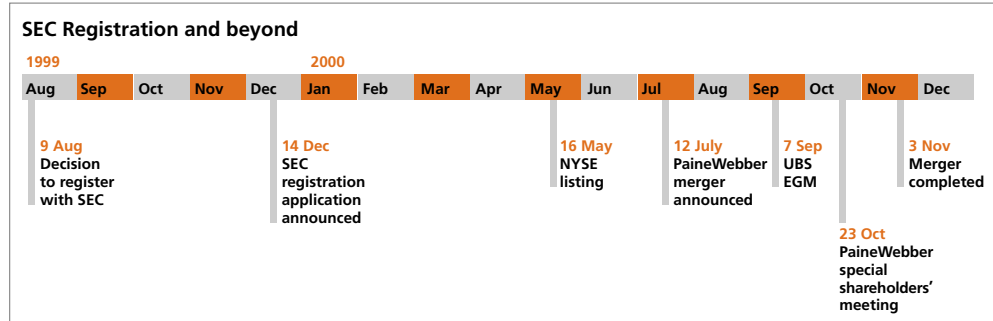 SEC Registration and beyond
1999 2000
Aug Sep Oct Nov Dec Jan Feb Mar Apr May Jun Jul Aug Sep Oct Nov Dec
9 Aug
Decision
to register
with SEC
14 Dec
SEC
registration
application
announced
16 May
NYSE
listing
12 July
PaineWebber
merger
announced
7 Sep
UBS
EGM
3 Nov
Merger
completed
23 Oct
PaineWebber
special
shareholders’
meeting